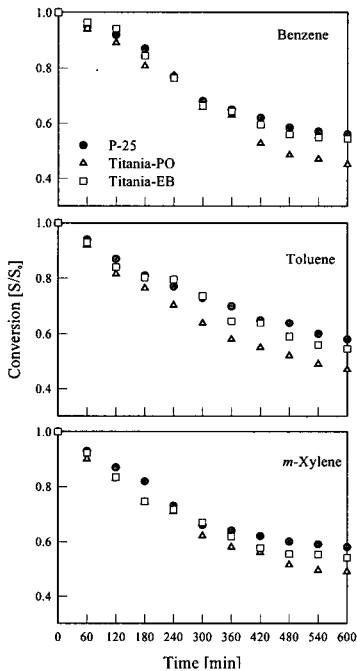 1.0
Benzene
0.8
0.6
P-25
Titania-PO
0.4
Titania-EB
1.0
Toluene
0.8
0.6
0.4
Conversion [S/S₀]
1.0
m-Xylene
0.8
0.6
0.4
0 60 120 180 240 300 360 420 480 540 600
Time [min]